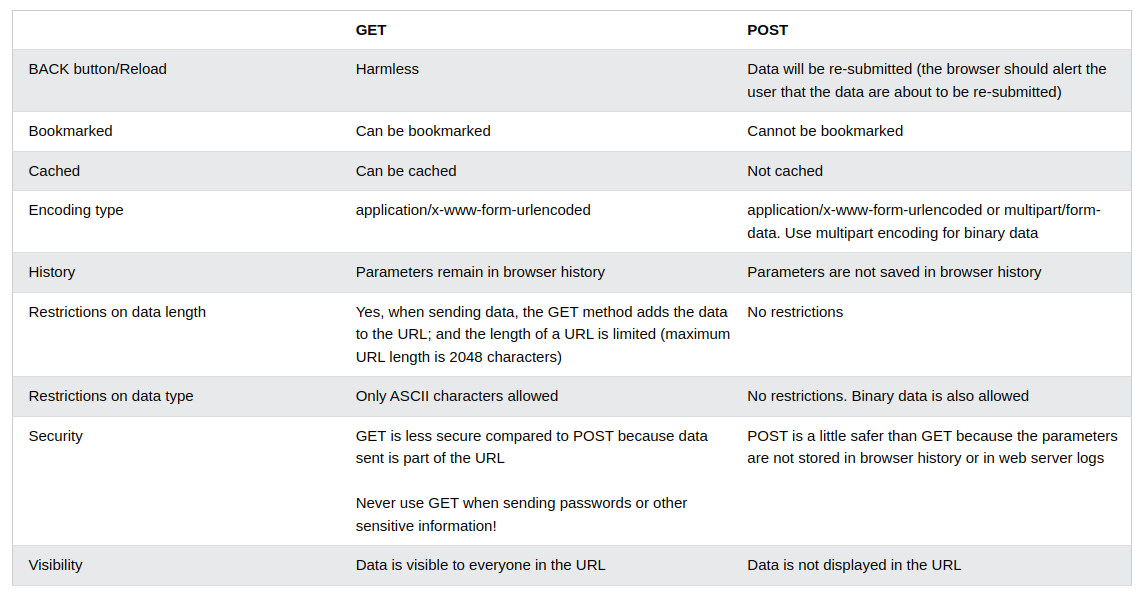 GET POST
BACK button/Reload Harmless Data will be re-submitted (the browser should alert the
user that the data are about to be re-submitted)
Bookmarked Can be bookmarked Cannot be bookmarked
Cached Can be cached Not cached
Encoding type application/x-www-form-urlencoded application/x-www-form-urlencoded or multipart/form-
data. Use multipart encoding for binary data
History Parameters remain in browser history Parameters are not saved in browser history
Restrictions on data length Yes, when sending data, the GET method adds the data No restrictions
to the URL; and the length of a URL is limited (maximum
URL length is 2048 characters)
Restrictions on data type Only ASCII characters allowed No restrictions. Binary data is also allowed
Security GET is less secure compared to POST because data POST is a little safer than GET because the parameters
sent is part of the URL are not stored in browser history or in web server logs
Never use GET when sending passwords or other
sensitive information!
Visibility Data is visible to everyone in the URL Data is not displayed in the URL